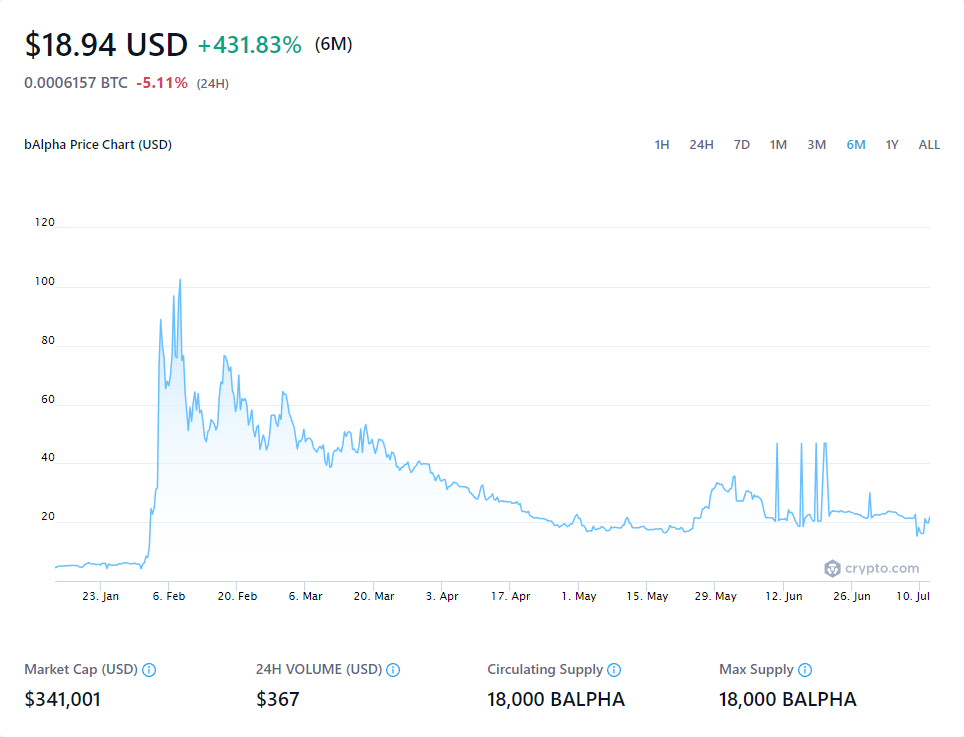 $18.94 USD +431.83% (6M)
0.0006157 BTC -5.11% (24H)
bAlpha Price Chart (USD) 1H 24H 7D 1M 3M 6M 1Y ALL
120
100
80
60
40
20
crypto.com
23. Jan 6. Feb 20. Feb 6. Mar 20. Mar 3. Apr 17. Apr 1. May 15. May 29. May 12. Jun 26. Jun 10. Jul
Market Cap (USD) 24H VOLUME (USD) Circulating Supply Max Supply
$341,001 $367 18,000 BALPHA 18,000 BALPHA